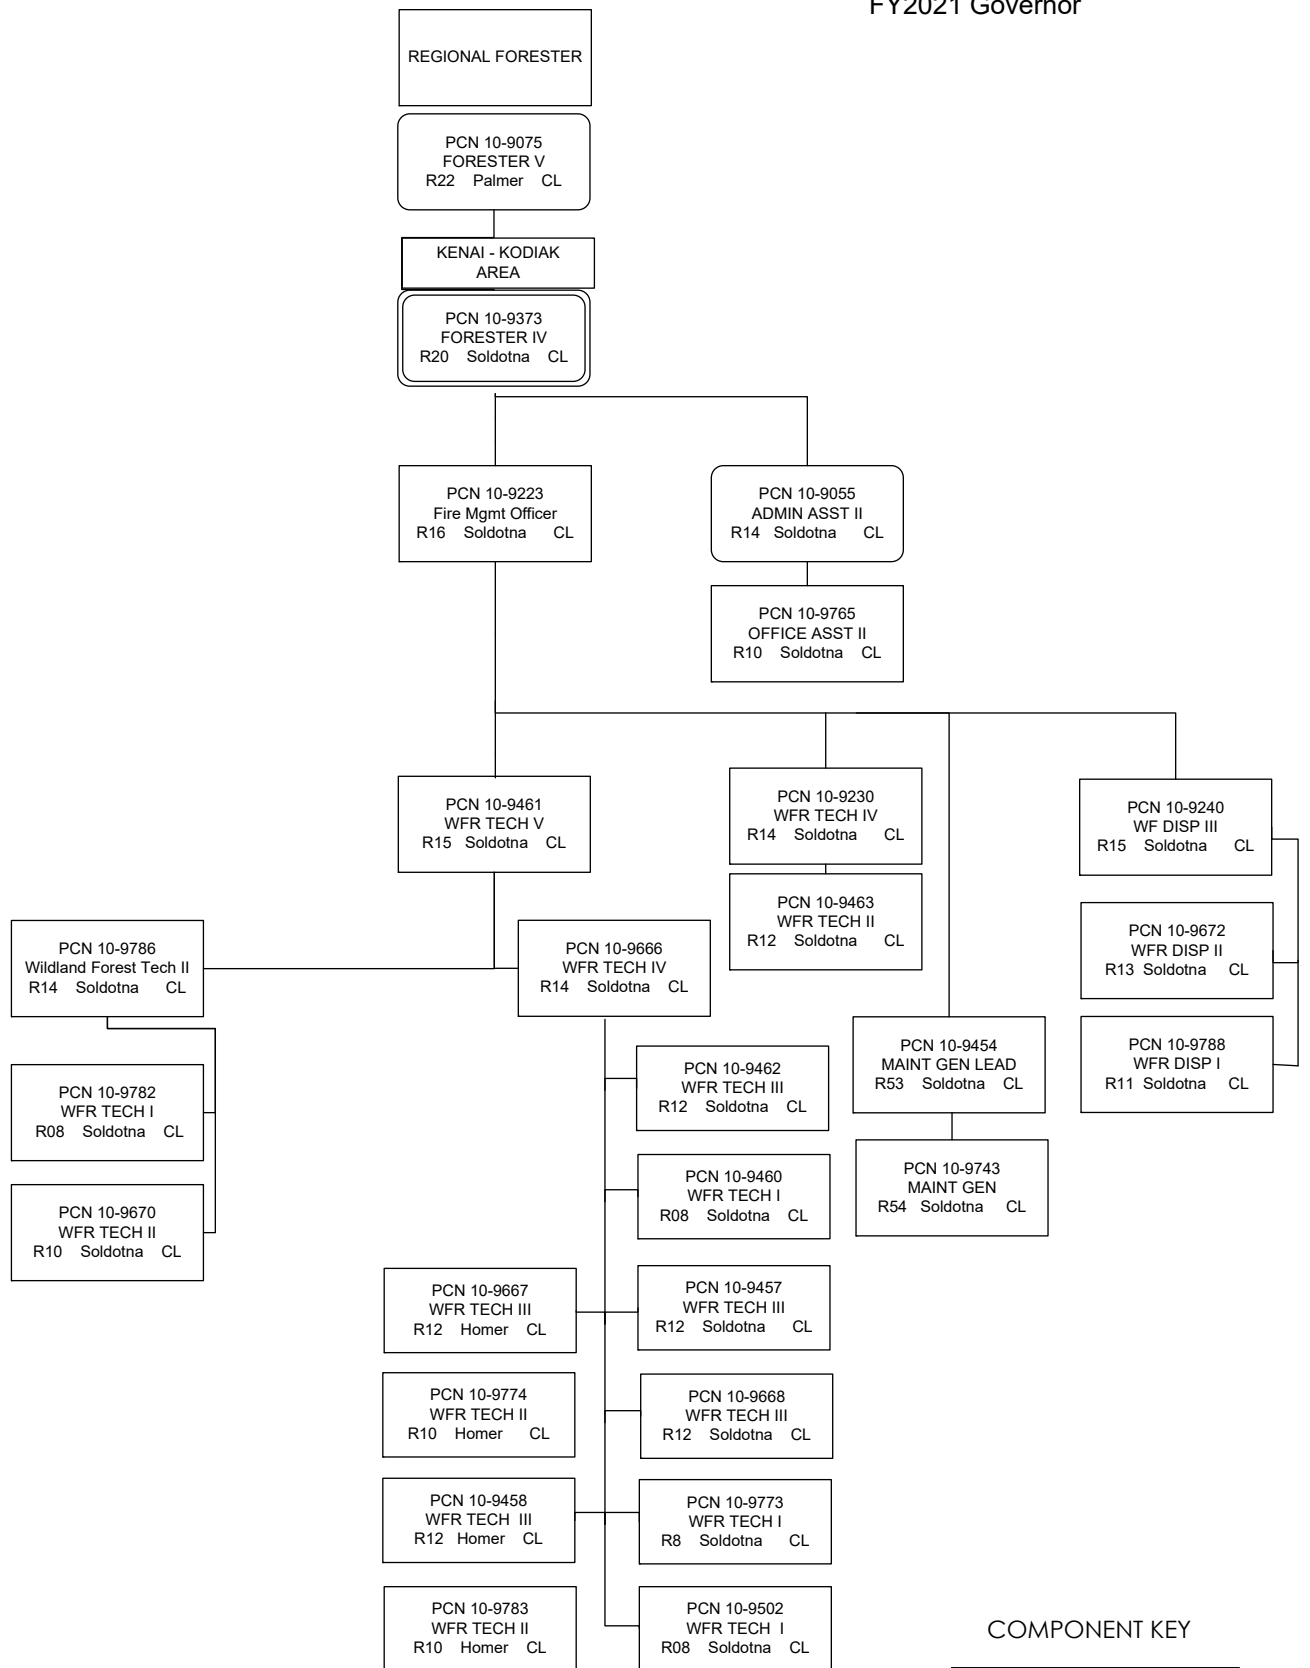 FY2021 Governor
REGIONAL FORESTER
PCN 10-9075
FORESTER V
R22 Palmer CL
KENAI - KODIAK
AREA
PCN 10-9373
FORESTER IV
R20 Soldotna CL
PCN 10-9223
Fire Mgmt Officer
R16 Soldotna CL
PCN 10-9055
ADMIN ASST II
R14 Soldotna CL
PCN 10-9765
OFFICE ASST II
R10 Soldotna CL
PCN 10-9461
WFR TECH V
R15 Soldotna CL
PCN 10-9230
WFR TECH IV
R14 Soldotna CL
PCN 10-9240
WF DISP III
R15 Soldotna CL
PCN 10-9463
WFR TECH II
R12 Soldotna CL
PCN 10-9672
WFR DISP II
R13 Soldotna CL
PCN 10-9786
Wildland Forest Tech II
R14 Soldotna CL
PCN 10-9666
WFR TECH IV
R14 Soldotna CL
PCN 10-9454
MAINT GEN LEAD
R53 Soldotna CL
PCN 10-9788
WFR DISP I
R11 Soldotna CL
PCN 10-9782
WFR TECH I
R08 Soldotna CL
PCN 10-9462
WFR TECH III
R12 Soldotna CL
PCN 10-9743
MAINT GEN
R54 Soldotna CL
PCN 10-9670
WFR TECH II
R10 Soldotna CL
PCN 10-9460
WFR TECH I
R08 Soldotna CL
PCN 10-9667
WFR TECH III
R12 Homer CL
PCN 10-9457
WFR TECH III
R12 Soldotna CL
PCN 10-9774
WFR TECH II
R10 Homer CL
PCN 10-9668
WFR TECH III
R12 Soldotna CL
PCN 10-9458
WFR TECH III
R12 Homer CL
PCN 10-9773
WFR TECH I
R8 Soldotna CL
PCN 10-9783
WFR TECH II
R10 Homer CL
PCN 10-9502
WFR TECH I
R08 Soldotna CL
COMPONENT KEY